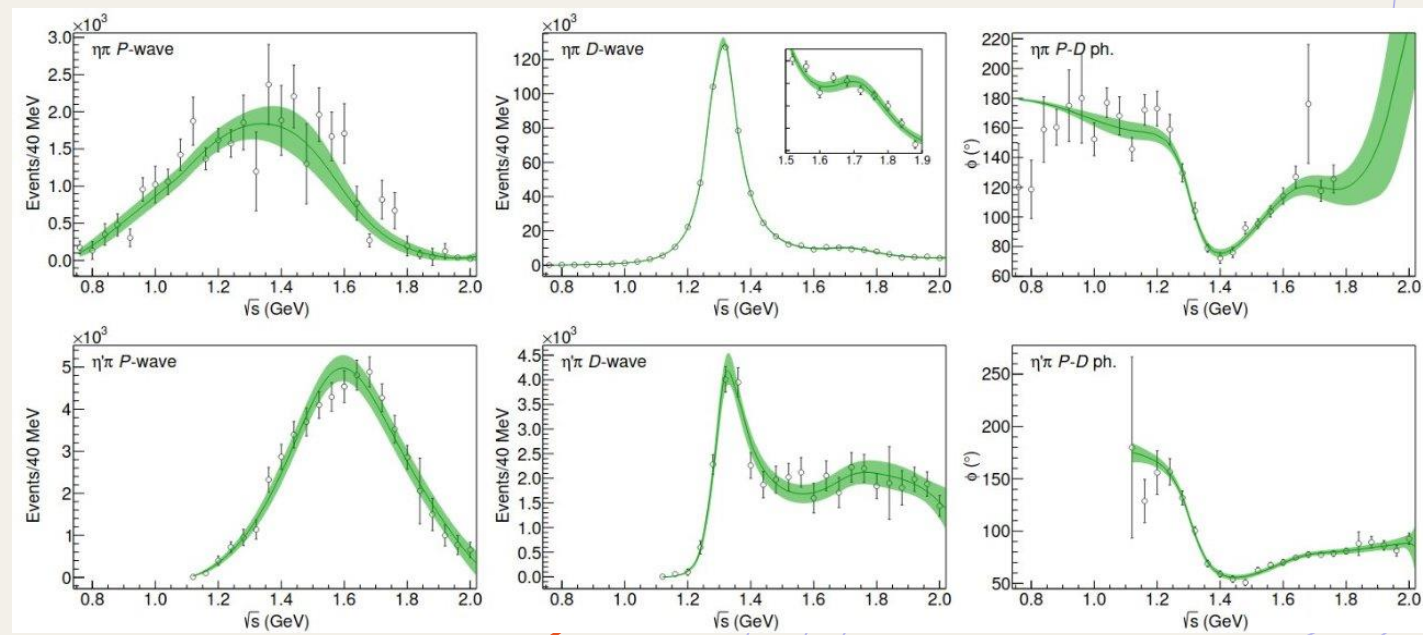 ×10³
ηπ P-wave
Events/40 MeV
3.0
2.5
2.0
1.5
1.0
0.5
0.0
0.8 1.0 1.2 1.4 1.6 1.8 2.0
√s (GeV)
×10³
ηπ D-wave
Events/40 MeV
120
100
80
60
40
20
0
1.5 1.6 1.7 1.8 1.9
0.8 1.0 1.2 1.4 1.6 1.8 2.0
√s (GeV)
ηπ P-D ph.
ϕ (°)
220
200
180
160
140
120
100
80
60
0.8 1.0 1.2 1.4 1.6 1.8 2.0
√s (GeV)
×10³
η'π P-wave
Events/40 MeV
5
4
3
2
1
0
0.8 1.0 1.2 1.4 1.6 1.8 2.0
√s (GeV)
×10³
η'π D-wave
Events/40 MeV
4.5
4.0
3.5
3.0
2.5
2.0
1.5
1.0
0.5
0.0
0.8 1.0 1.2 1.4 1.6 1.8 2.0
√s (GeV)
η'π P-D ph.
ϕ (°)
250
200
150
100
50
0.8 1.0 1.2 1.4 1.6 1.8 2.0
√s (GeV)